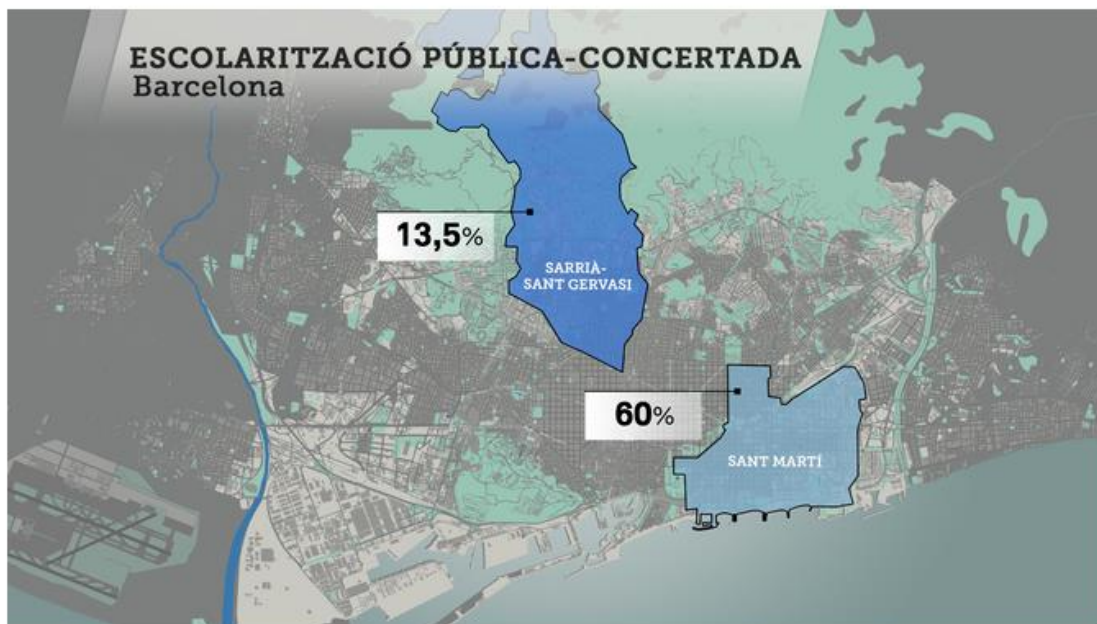 ESCOLARITZACIÓ PÚBLICA-CONCERTADA
Barcelona
13,5%
SARRIÀ-
SANT GERVASI
60%
SANT MARTÍ